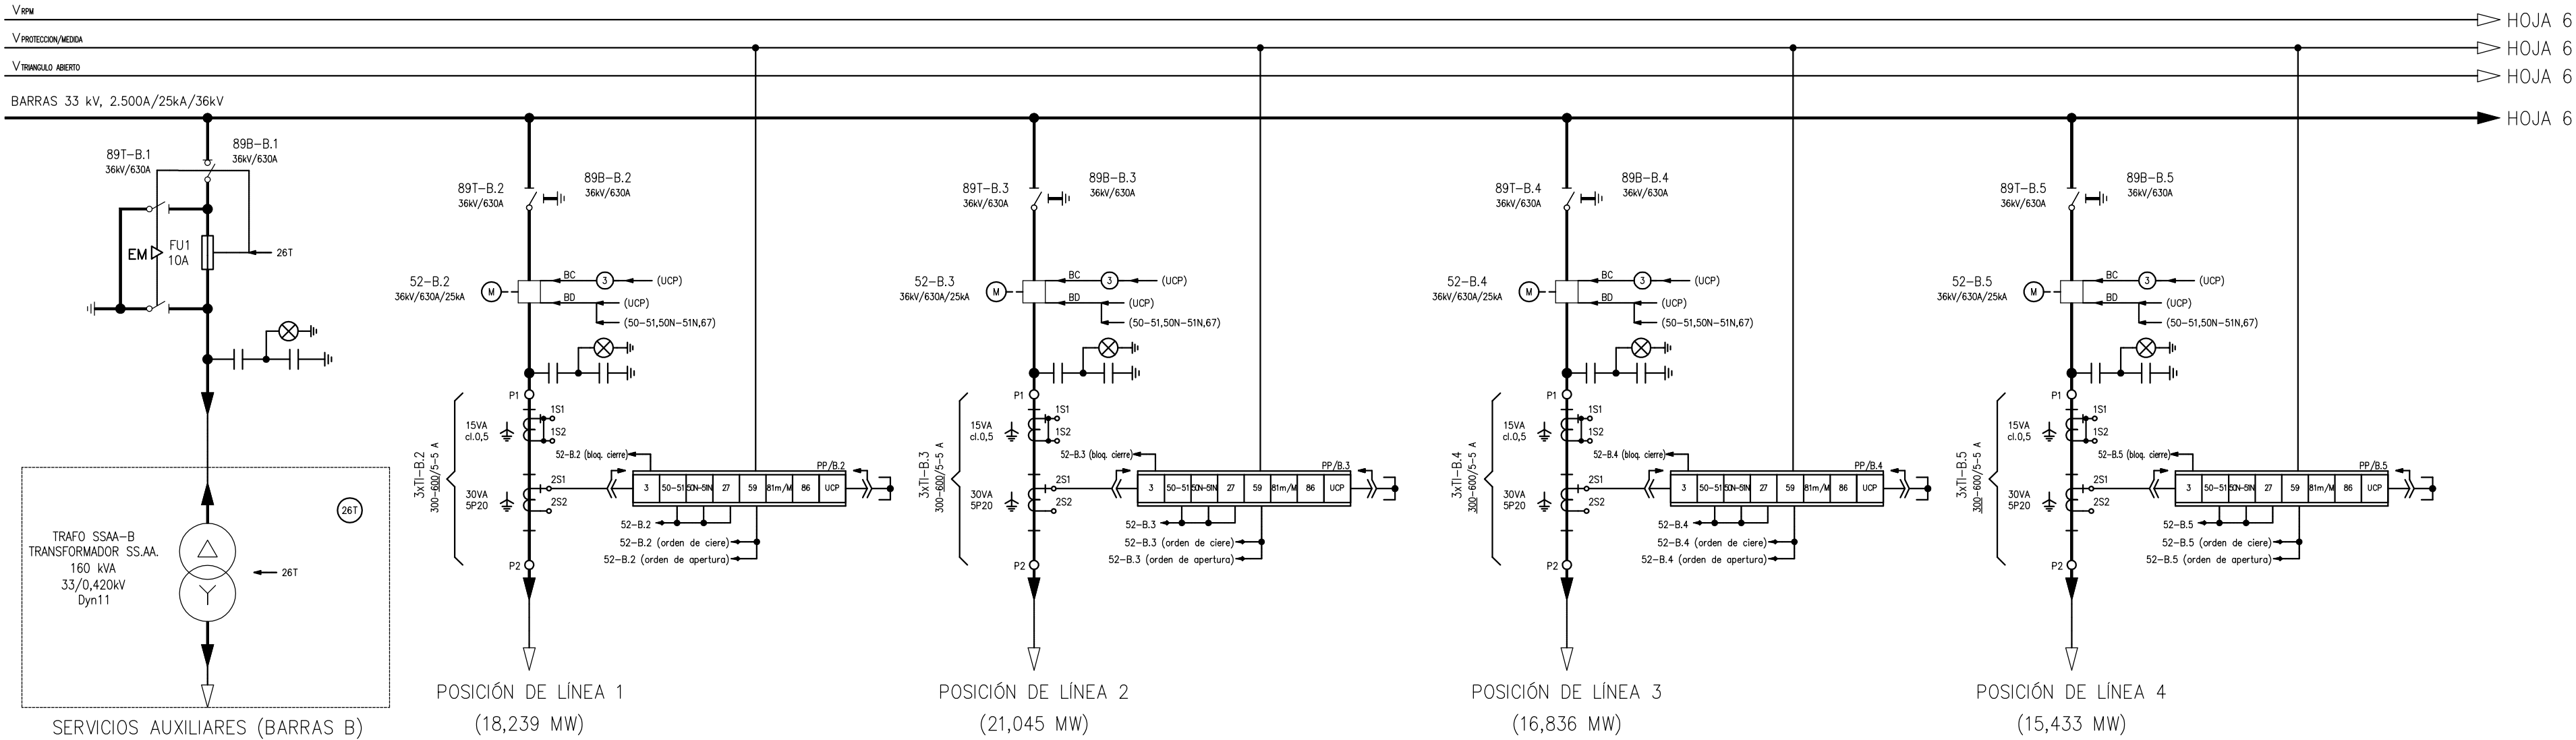 V RPM
HOJA 6
V PROTECCION/MEDIDA
HOJA 6
V TRIANGULO ABIERTO
HOJA 6
BARRAS 33 kV, 2.500A/25kA/36kV
HOJA 6
89T-B.1
36kV/630A
89B-B.1
36kV/630A
EM
FU1
10A
26T
26T
TRAFO SSAA-B
TRANSFORMADOR SS.AA.
160 kVA
33/0,420kV
Dyn11
26T
SERVICIOS AUXILIARES (BARRAS B)
89T-B.2
36kV/630A
89B-B.2
36kV/630A
52-B.2
36kV/630A/25kA
M
BC
3
(UCP)
BD
(UCP)
(50-51,50N-51N,67)
P1
3xTI-B.2
300-600/5-5 A
15VA
cl.0,5
1S1
1S2
52-B.2 (bloq. cierre)
PP/B.2
30VA
5P20
2S1
2S2
3 50-51 50N-51N 27 59 81m/M 86 UCP
52-B.2
52-B.2 (orden de ciere)
52-B.2 (orden de apertura)
P2
POSICIÓN DE LÍNEA 1
(18,239 MW)
89T-B.3
36kV/630A
89B-B.3
36kV/630A
52-B.3
36kV/630A/25kA
M
BC
3
(UCP)
BD
(UCP)
(50-51,50N-51N,67)
P1
3xTI-B.3
300-600/5-5 A
15VA
cl.0,5
1S1
1S2
52-B.3 (bloq. cierre)
PP/B.3
30VA
5P20
2S1
2S2
3 50-51 50N-51N 27 59 81m/M 86 UCP
52-B.3
52-B.3 (orden de ciere)
52-B.3 (orden de apertura)
P2
POSICIÓN DE LÍNEA 2
(21,045 MW)
89T-B.4
36kV/630A
89B-B.4
36kV/630A
52-B.4
36kV/630A/25kA
M
BC
3
(UCP)
BD
(UCP)
(50-51,50N-51N,67)
P1
3xTI-B.4
300-600/5-5 A
15VA
cl.0,5
1S1
1S2
52-B.4 (bloq. cierre)
PP/B.4
30VA
5P20
2S1
2S2
3 50-51 50N-51N 27 59 81m/M 86 UCP
52-B.4
52-B.4 (orden de ciere)
52-B.4 (orden de apertura)
P2
POSICIÓN DE LÍNEA 3
(16,836 MW)
89T-B.5
36kV/630A
89B-B.5
36kV/630A
52-B.5
36kV/630A/25kA
M
BC
3
(UCP)
BD
(UCP)
(50-51,50N-51N,67)
P1
3xTI-B.5
300-600/5-5 A
15VA
cl.0,5
1S1
1S2
52-B.5 (bloq. cierre)
PP/B.5
30VA
5P20
2S1
2S2
3 50-51 50N-51N 27 59 81m/M 86 UCP
52-B.5
52-B.5 (orden de ciere)
52-B.5 (orden de apertura)
P2
POSICIÓN DE LÍNEA 4
(15,433 MW)